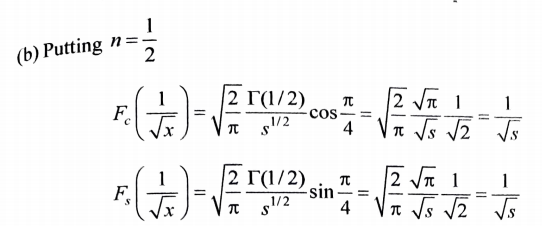 (b) Putting n = 1/2
F_c(1/√x) = √(2/π) Γ(1/2)/s^{1/2} cos π/4 = √(2/π) √π/√s 1/√2 = 1/√s
F_s(1/√x) = √(2/π) Γ(1/2)/s^{1/2} sin π/4 = √(2/π) √π/√s 1/√2 = 1/√s